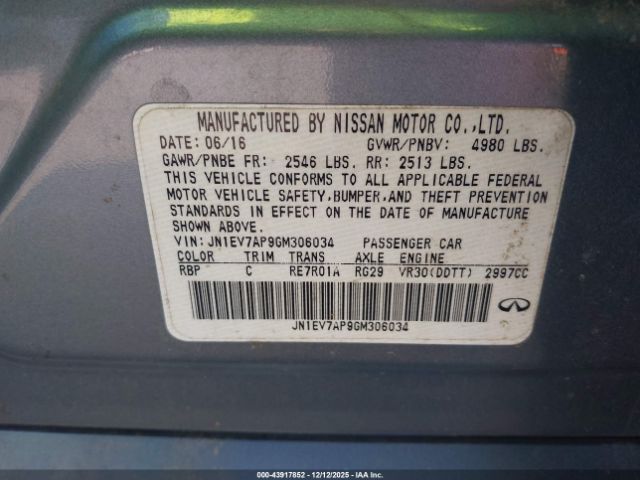 MANUFACTURED BY NISSAN MOTOR CO.,LTD.
DATE: 06/16 GVWR/PNBV: 4980 LBS.
GAWR/PNBE FR: 2546 LBS. RR: 2513 LBS.
THIS VEHICLE CONFORMS TO ALL APPLICABLE FEDERAL
MOTOR VEHICLE SAFETY,BUMPER,AND THEFT PREVENTION
STANDARDS IN EFFECT ON THE DATE OF MANUFACTURE
SHOWN ABOVE.
VIN: JN1EV7AP9GM306034 PASSENGER CAR
COLOR TRIM TRANS AXLE ENGINE
RBP C RE7R01A RG29 VR30(DDTT) 2997CC
JN1EV7AP9GM306034
000-43917852 - 12/12/2025 - IAAI.COM